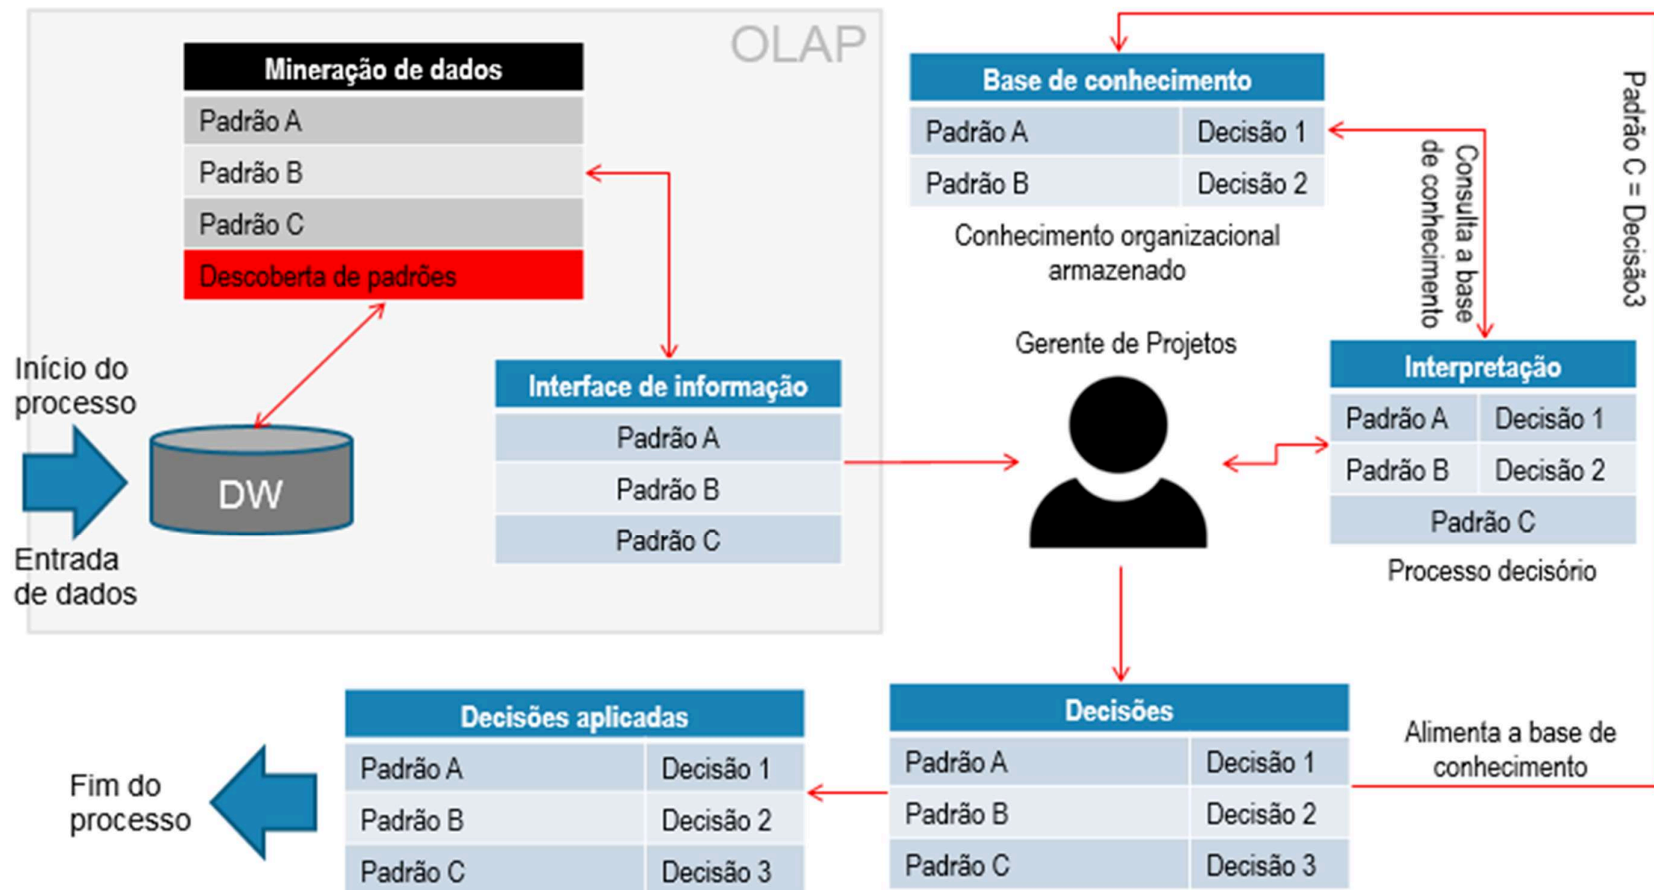 OLAP
Mineração de dados
Padrão A
Padrão B
Padrão C
Descoberta de padrões
Início do
processo
DW
Entrada
de dados
Interface de informação
Padrão A
Padrão B
Padrão C
Base de conhecimento
Padrão A Decisão 1
Padrão B Decisão 2
Conhecimento organizacional
armazenado
Consulta a base
de conhecimento
Padrão C = Decisão3
Gerente de Projetos
Interpretação
Padrão A Decisão 1
Padrão B Decisão 2
Padrão C
Processo decisório
Decisões
Padrão A Decisão 1
Padrão B Decisão 2
Padrão C Decisão 3
Alimenta a base de
conhecimento
Decisões aplicadas
Padrão A Decisão 1
Padrão B Decisão 2
Padrão C Decisão 3
Fim do
processo